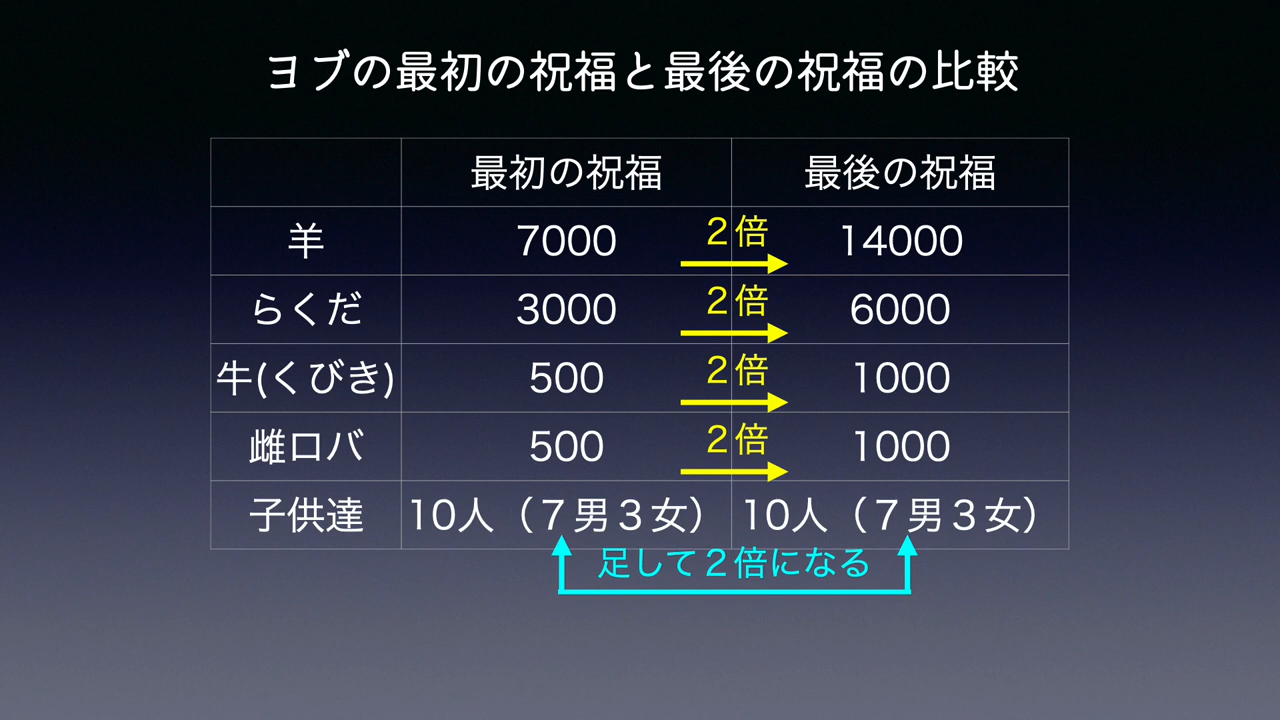 ヨブの最初の祝福と最後の祝福の比較
最初の祝福 最後の祝福
羊 7000 2倍 14000
らくだ 3000 2倍 6000
牛(くびき) 500 2倍 1000
雌ロバ 500 2倍 1000
子供達 10人（7男3女） 10人（7男3女）
足して2倍になる